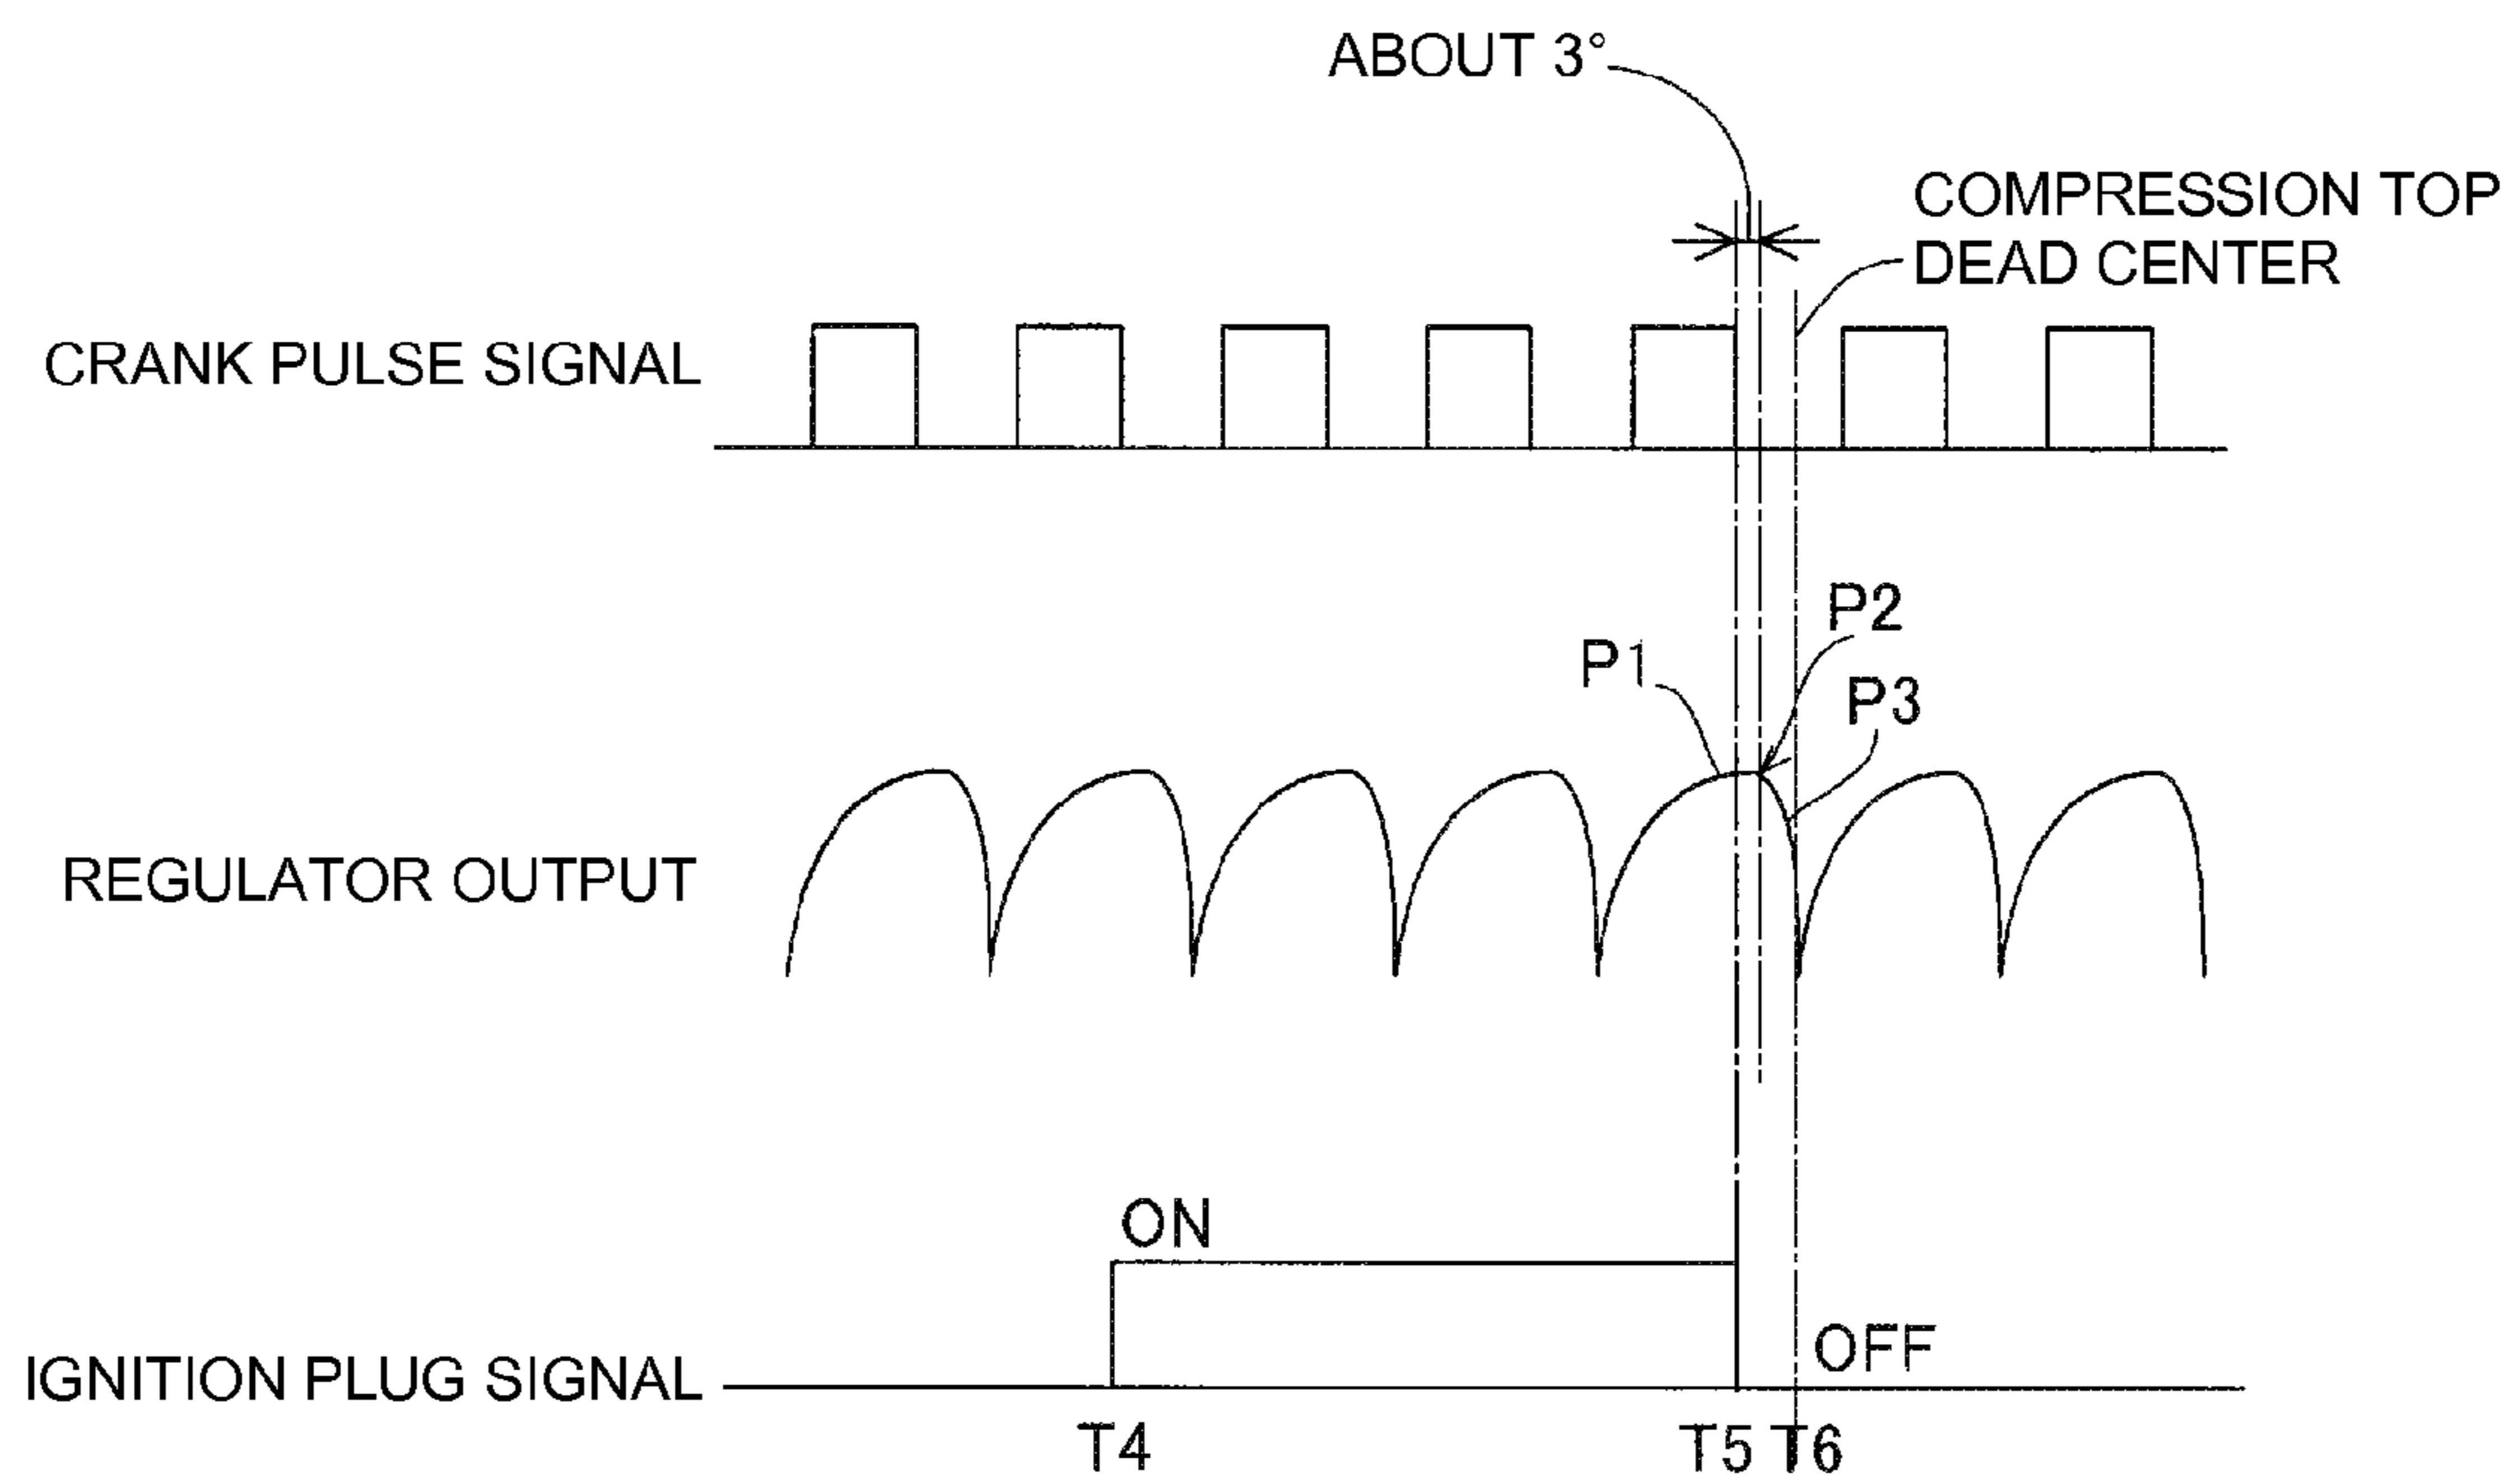 ABOUT 3°
COMPRESSION TOP
DEAD CENTER
CRANK PULSE SIGNAL
P2
P1
P3
REGULATOR OUTPUT
ON
OFF
IGNITION PLUG SIGNAL
T4 T5 T6